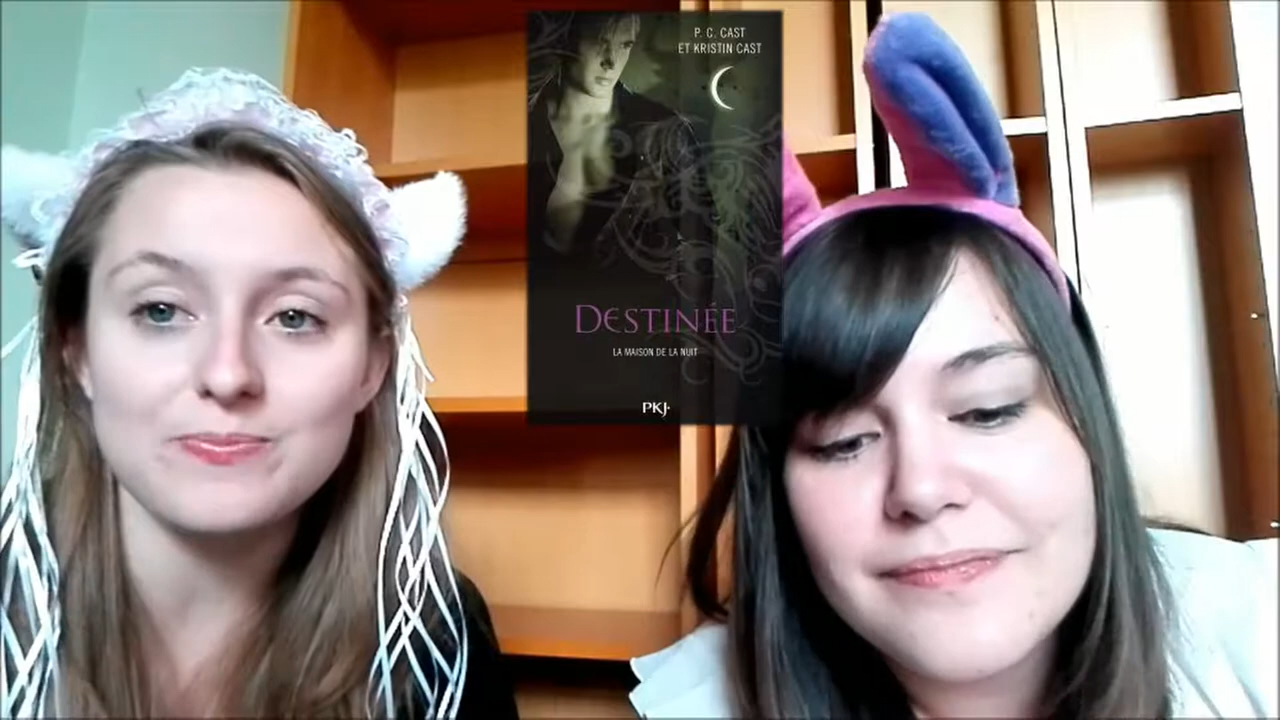 P. C. CAST
ET KRISTIN CAST
DESTINÉE
LA MAISON DE LA NUIT
PKJ·